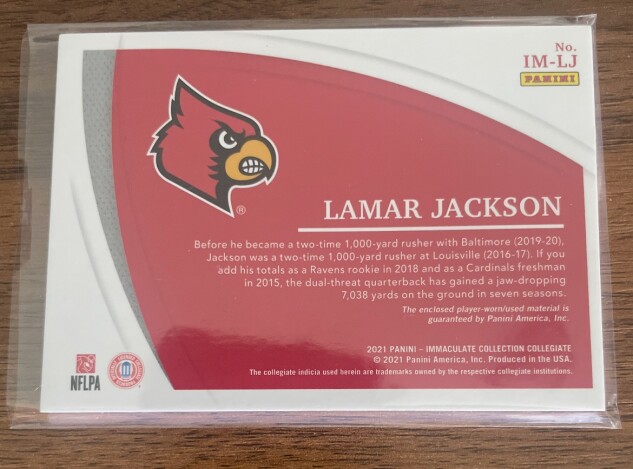 No.
IM-LJ
PANINI
®
LAMAR JACKSON
Before he became a two-time 1,000-yard rusher with Baltimore (2019-20),
Jackson was a two-time 1,000-yard rusher at Louisville (2016-17). If you
add his totals as a Ravens rookie in 2018 and as a Cardinals freshman
in 2015, the dual-threat quarterback has gained a jaw-dropping
7,038 yards on the ground in seven seasons.
The enclosed player-worn/used material is
guaranteed by Panini America, Inc.
2021 PANINI – IMMACULATE COLLECTION COLLEGIATE
© 2021 Panini America, Inc. Produced in the USA.
The collegiate indicia used herein are trademarks owned by the respective collegiate institutions.
NFLPA